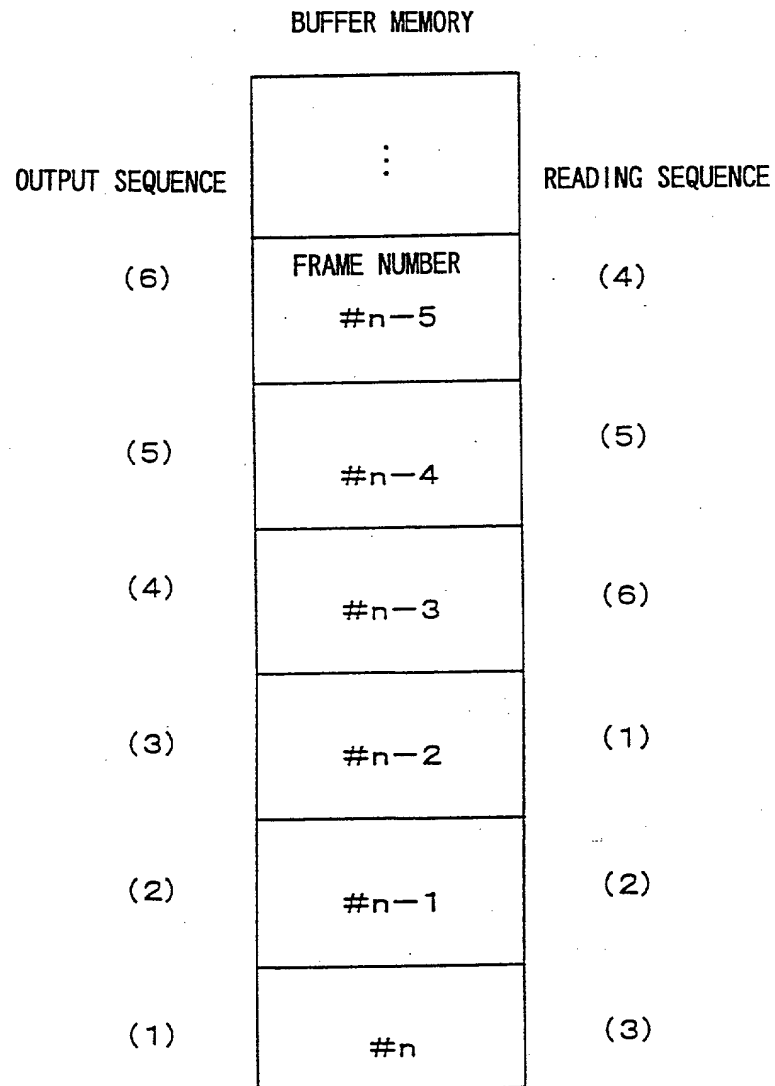 BUFFER MEMORY
⋮
OUTPUT SEQUENCE
READING SEQUENCE
(6)
FRAME NUMBER
(4)
#n-5
(5)
#n-4
(5)
(4)
#n-3
(6)
(3)
#n-2
(1)
(2)
#n-1
(2)
(1)
#n
(3)